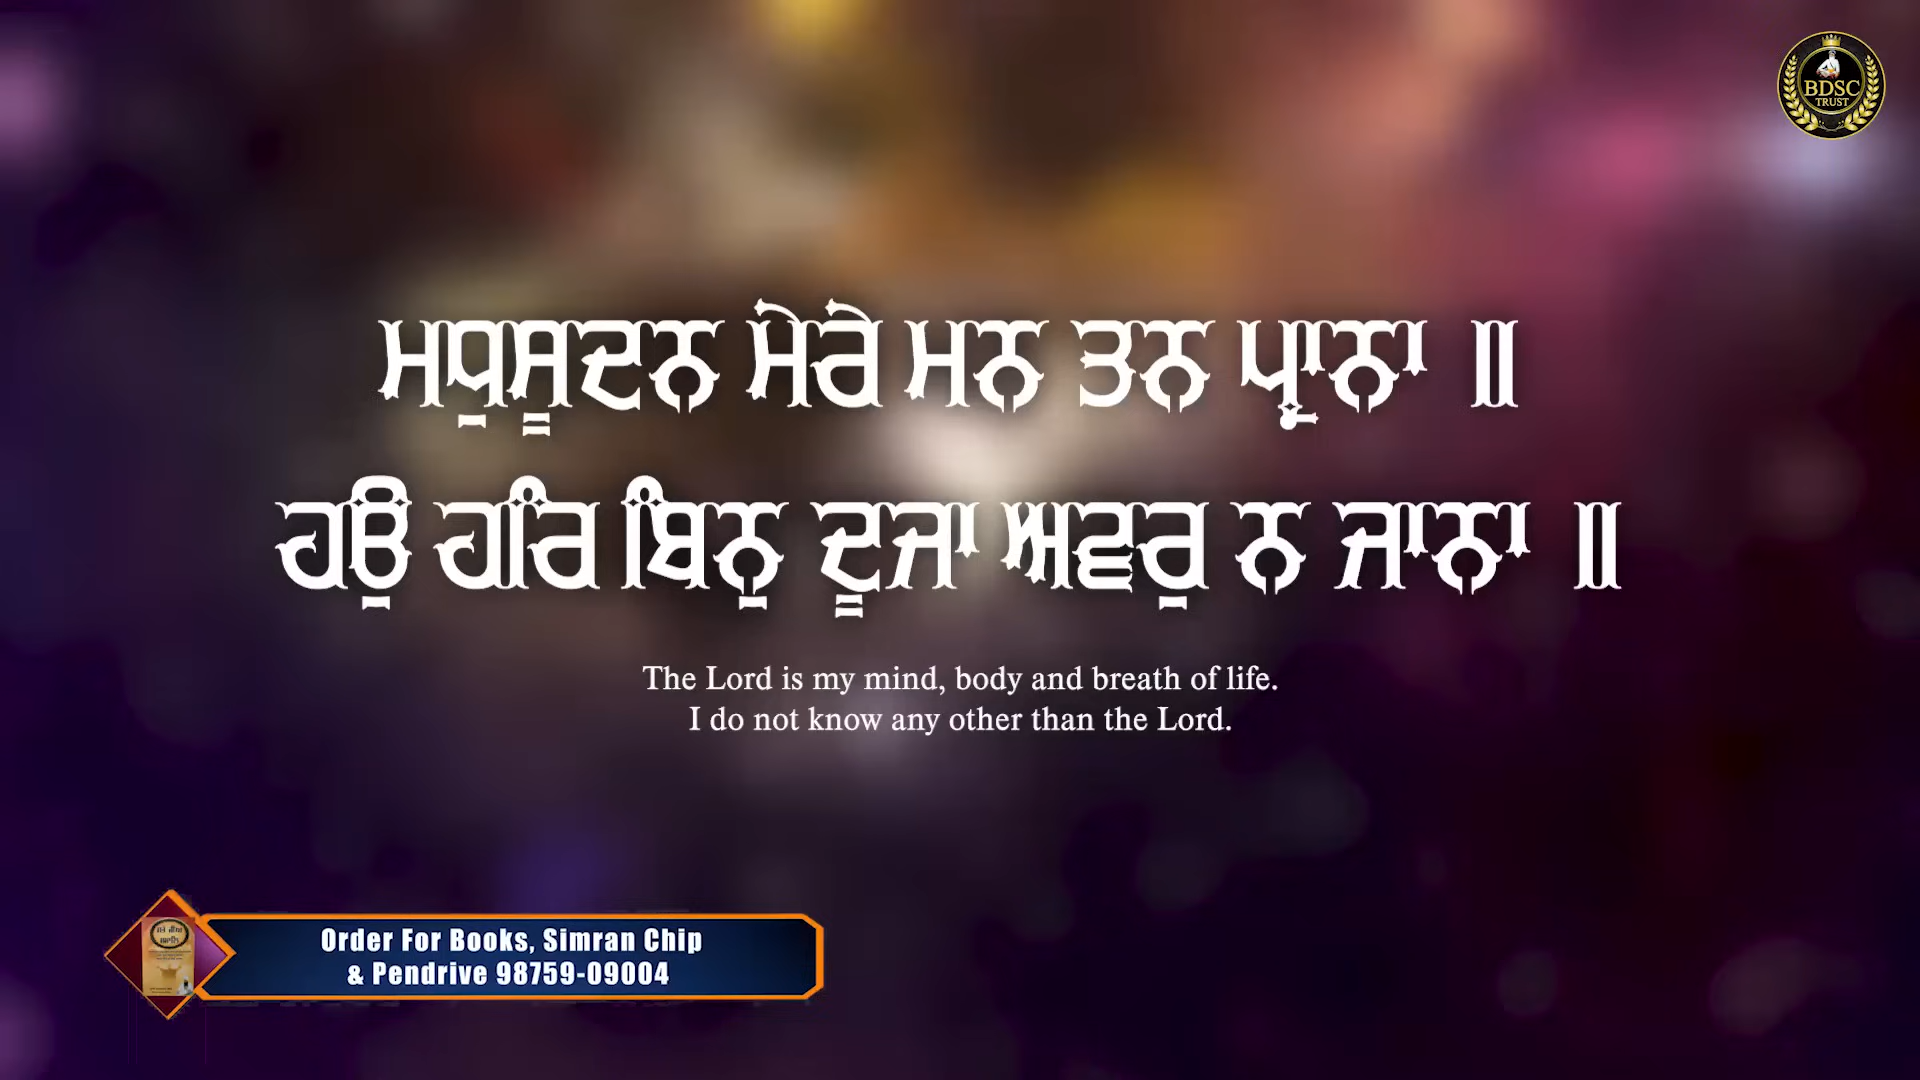 BDSC
TRUST
ਮਧੁਸੂਦਨ ਮੇਰੇ ਮਨ ਤਨ ਪ੍ਰਾਨਾ ॥
ਹਉ ਹਰਿ ਬਿਨੁ ਦੂਜਾ ਅਵਰੁ ਨ ਜਾਨਾ ॥
The Lord is my mind, body and breath of life.
I do not know any other than the Lord.
Order For Books, Simran Chip
& Pendrive 98759-09004